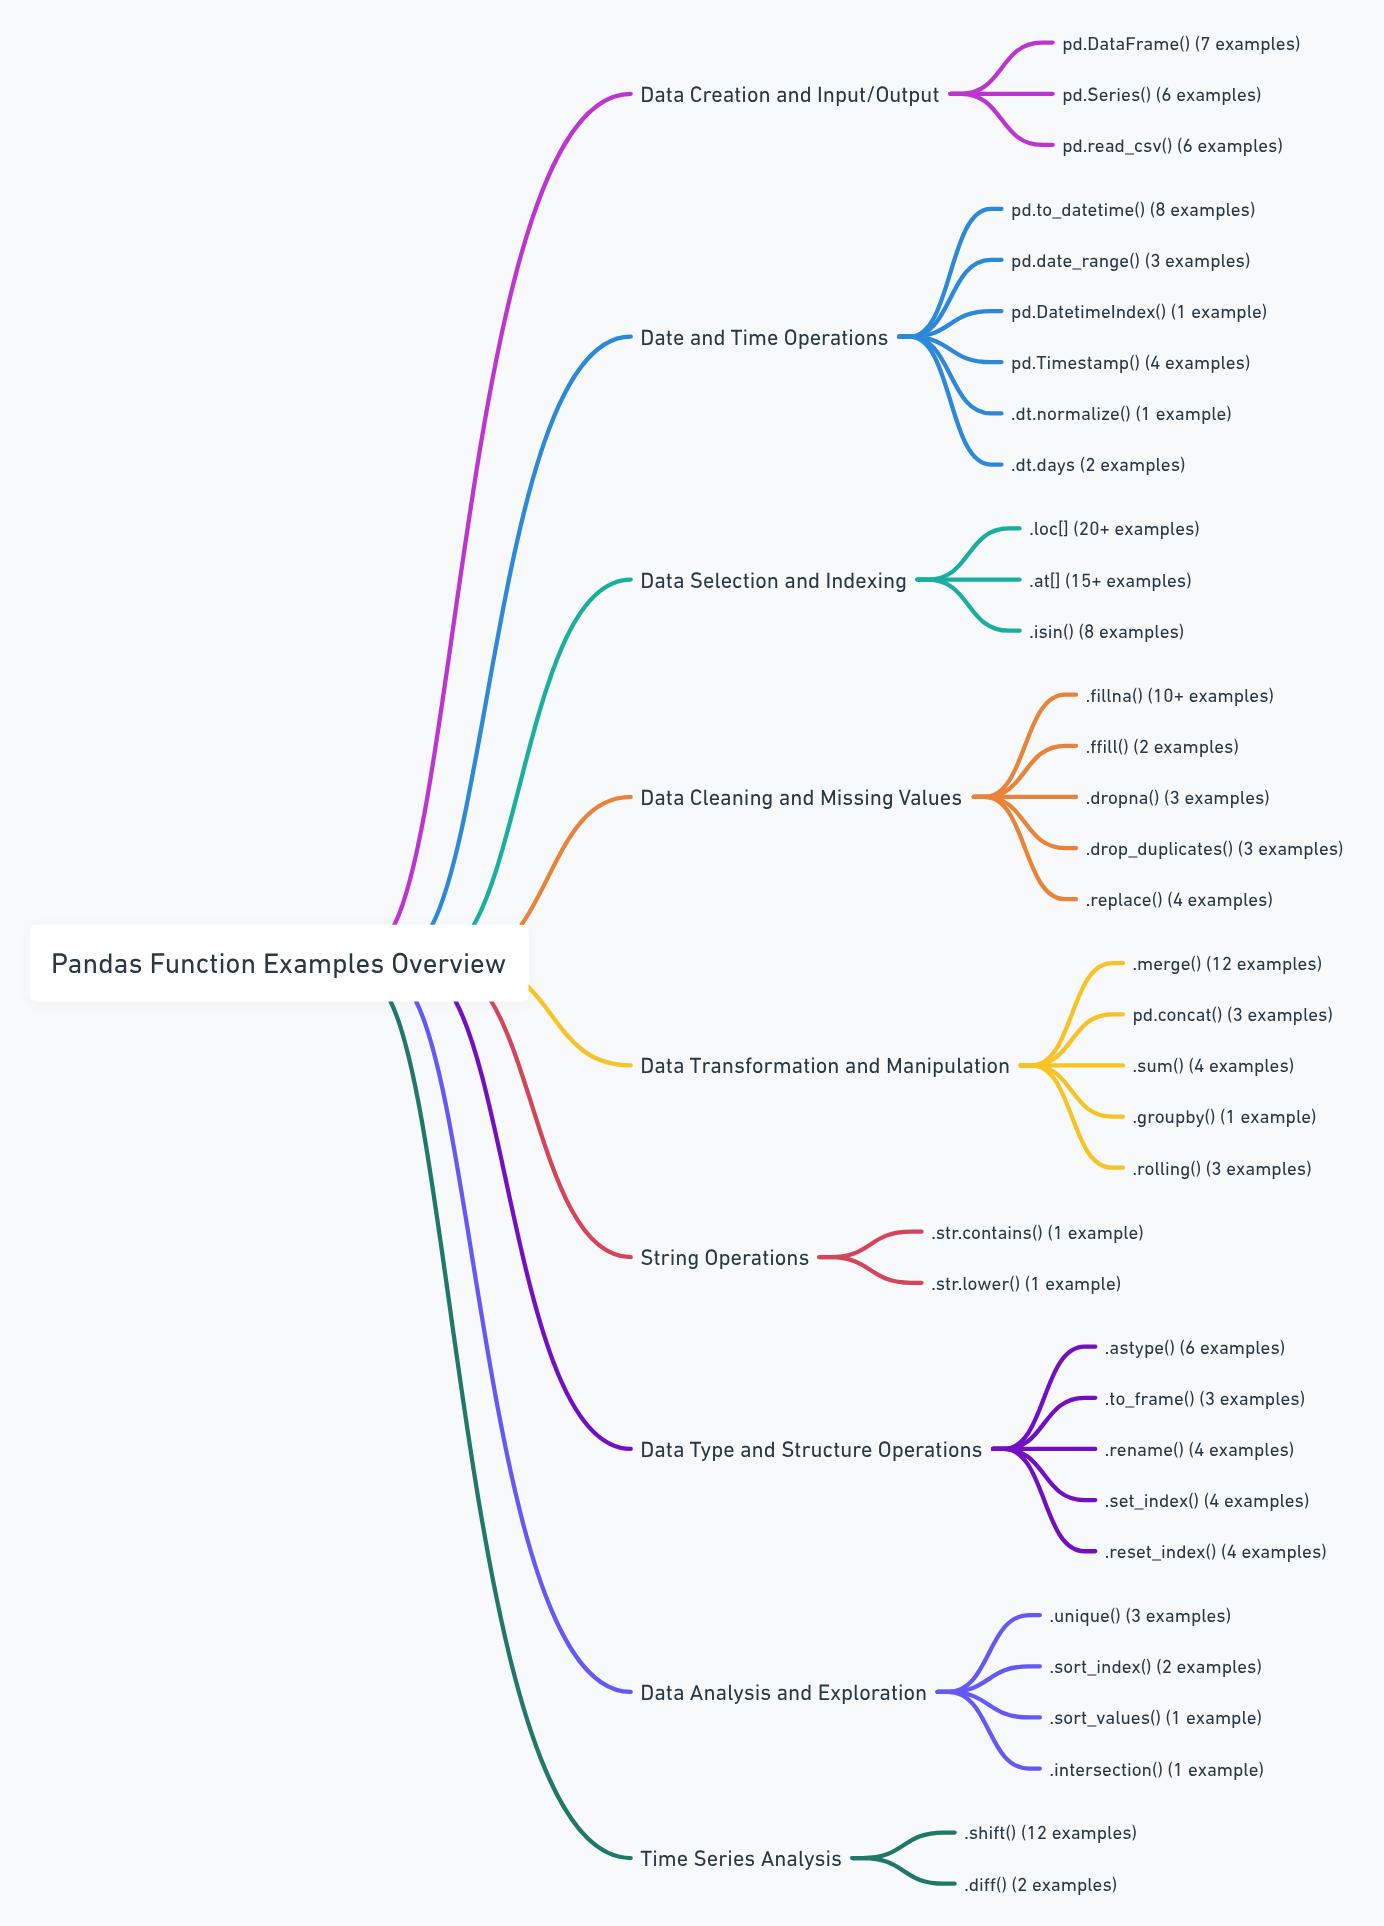 Pandas Function Examples Overview
Data Creation and Input/Output
pd.DataFrame() (7 examples)
pd.Series() (6 examples)
pd.read_csv() (6 examples)
Date and Time Operations
pd.to_datetime() (8 examples)
pd.date_range() (3 examples)
pd.DatetimeIndex() (1 example)
pd.Timestamp() (4 examples)
.dt.normalize() (1 example)
.dt.days (2 examples)
Data Selection and Indexing
.loc[] (20+ examples)
.at[] (15+ examples)
.isin() (8 examples)
Data Cleaning and Missing Values
.fillna() (10+ examples)
.ffill() (2 examples)
.dropna() (3 examples)
.drop_duplicates() (3 examples)
.replace() (4 examples)
Data Transformation and Manipulation
.merge() (12 examples)
pd.concat() (3 examples)
.sum() (4 examples)
.groupby() (1 example)
.rolling() (3 examples)
String Operations
.str.contains() (1 example)
.str.lower() (1 example)
Data Type and Structure Operations
.astype() (6 examples)
.to_frame() (3 examples)
.rename() (4 examples)
.set_index() (4 examples)
.reset_index() (4 examples)
Data Analysis and Exploration
.unique() (3 examples)
.sort_index() (2 examples)
.sort_values() (1 example)
.intersection() (1 example)
Time Series Analysis
.shift() (12 examples)
.diff() (2 examples)